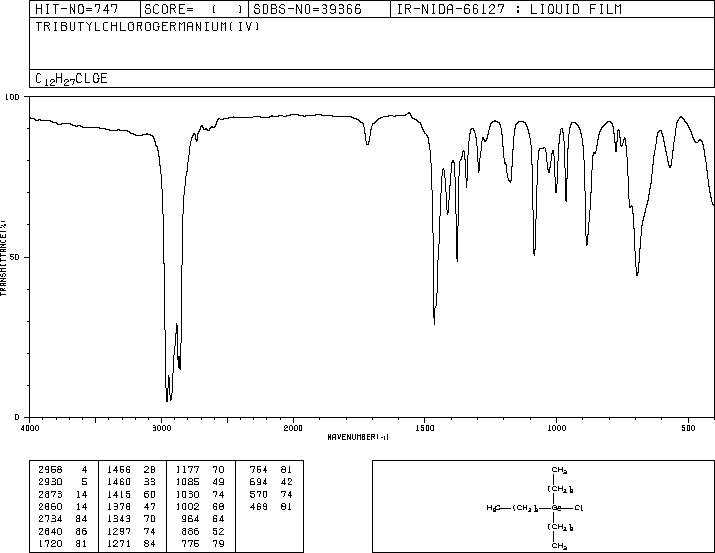 HIT-NO=747 SCORE= ( ) SDBS-NO=39366 IR-NIDA-66127 : LIQUID FILM
TRIBUTYLCHLOROGERMANIUM(IV)
C12H27CLGE
100
TRANSMITTANCE(%)
50
0
4000 3000 2000 1500 1000 500
WAVENUMBER(-1)
2958 4 1466 28 1177 70 764 81
2930 5 1460 33 1085 49 694 42
2873 14 1415 60 1030 74 570 74
2860 14 1378 47 1002 68 469 81
2734 84 1343 70 964 64
2640 86 1297 74 886 52
1720 81 1271 84 775 79
CH3
(CH2)3
H3C—(CH2)3—Ge—Cl
(CH2)3
CH3